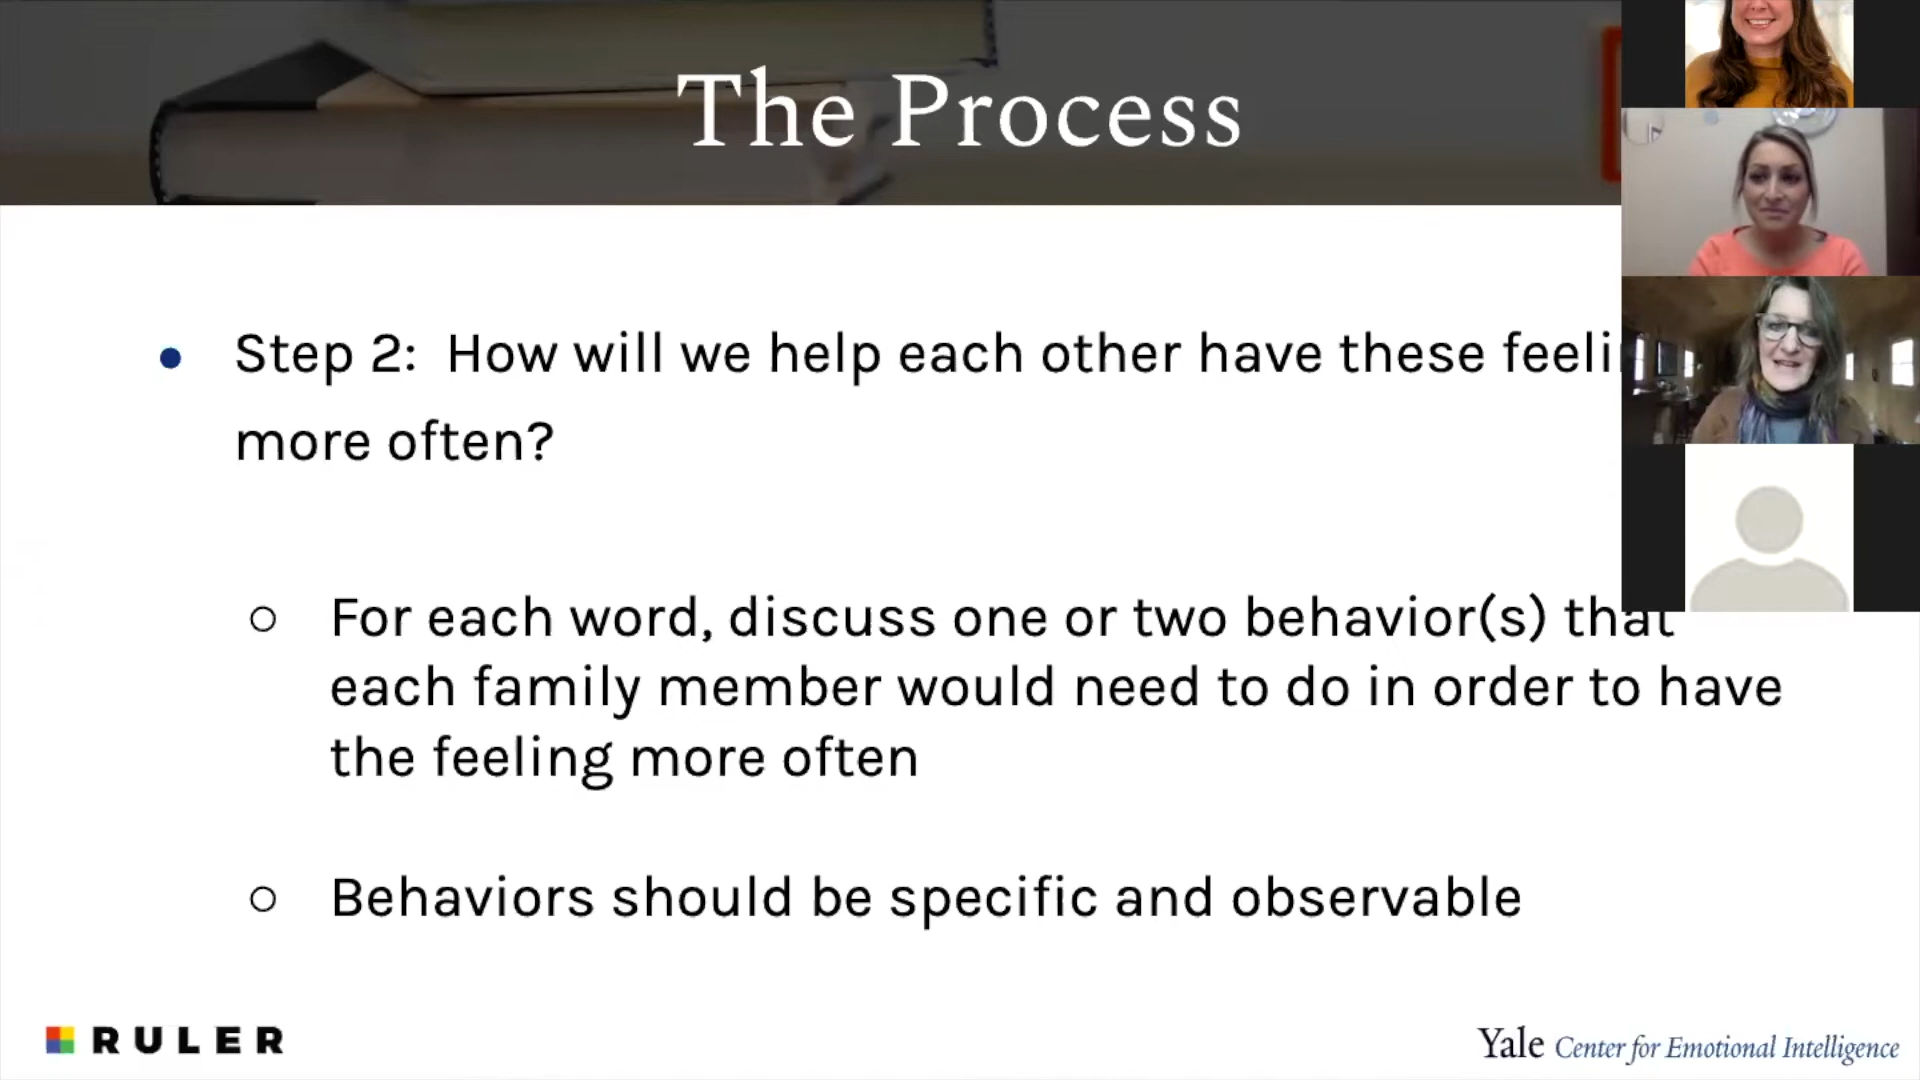 The Process
• Step 2: How will we help each other have these
more often?
○ For each word, discuss one or two behavior(s) that
each family member would need to do in order to have
the feeling more often
○ Behaviors should be specific and observable
RULER
Yale Center for Emotional Intelligence